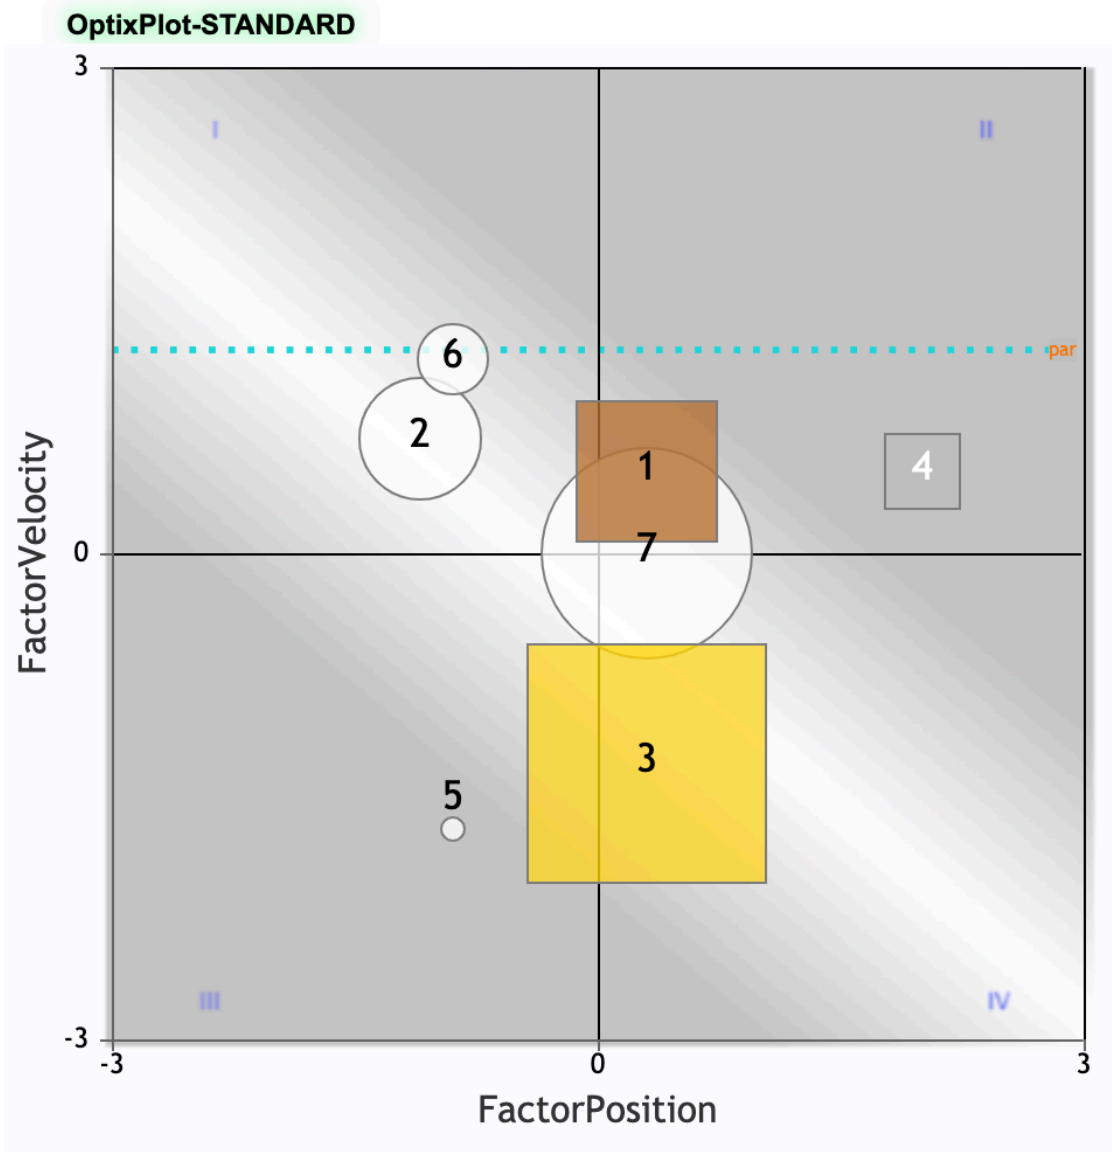 OptixPlot-STANDARD
3
I
II
par
6
2
1
4
FactorVelocity
0
7
3
5
III
IV
-3
-3
0
3
FactorPosition